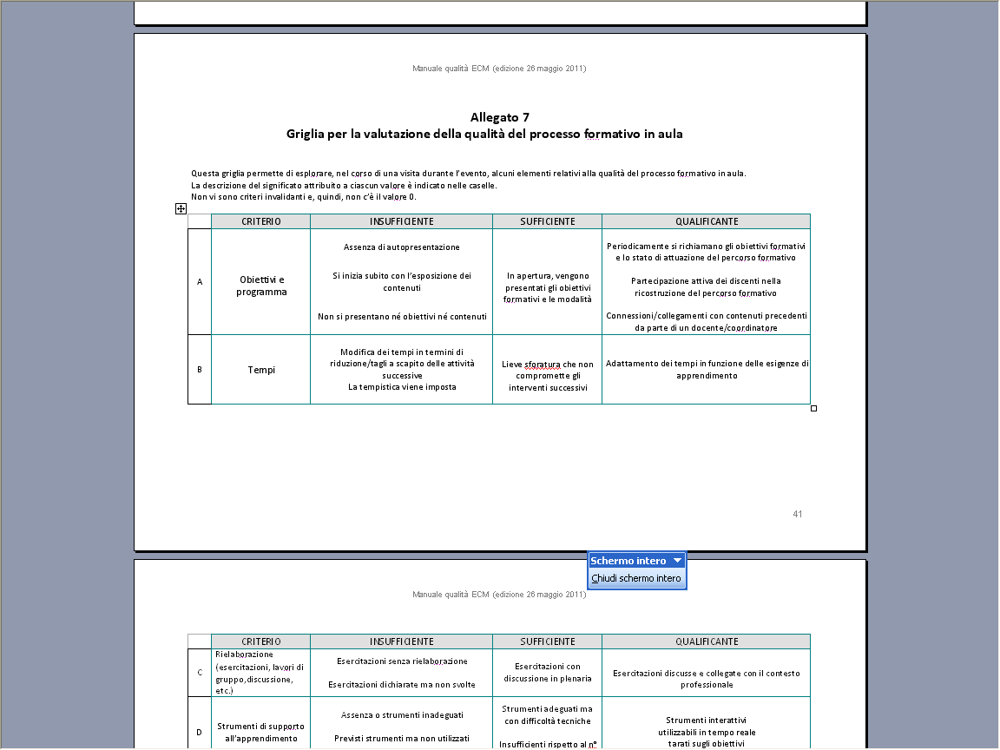 Manuale qualità ECM (edizione 26 maggio 2011)
Allegato 7
Griglia per la valutazione della qualità del processo formativo in aula
Questa griglia permette di esplorare, nel corso di una visita durante l'evento, alcuni elementi relativi alla qualità del processo formativo in aula.
La descrizione del significato attribuito a ciascun valore è indicato nelle caselle.
Non vi sono criteri invalidanti e, quindi, non c'è il valore 0.
CRITERIO INSUFFICIENTE SUFFICIENTE QUALIFICANTE
A
Obiettivi e
programma
Assenza di autopresentazione
Si inizia subito con l'esposizione dei
contenuti
Non si presentano né obiettivi né contenuti
In apertura, vengono
presentati gli obiettivi
formativi e le modalità
Periodicamente si richiamano gli obiettivi formativi
e lo stato di attuazione del percorso formativo
Partecipazione attiva dei discenti nella
ricostruzione del percorso formativo
Connessioni/collegamenti con contenuti precedenti
da parte di un docente/coordinatore
B
Tempi
Modifica dei tempi in termini di
riduzione/tagli a scapito delle attività
successive
La tempistica viene imposta
Lieve sforatura che non
compromette gli
interventi successivi
Adattamento dei tempi in funzione delle esigenze di
apprendimento
41
Schermo intero
Chiudi schermo intero
Manuale qualità ECM (edizione 26 maggio 2011)
CRITERIO INSUFFICIENTE SUFFICIENTE QUALIFICANTE
C
Rielaborazione
(esercitazioni, lavori di
gruppo,discussione,
etc.)
Esercitazioni senza rielaborazione
Esercitazioni dichiarate ma non svolte
Esercitazioni con
discussione in plenaria
Esercitazioni discusse e collegate con il contesto
professionale
D
Strumenti di supporto
all'apprendimento
Assenza o strumenti inadeguati
Previsti strumenti ma non utilizzati
Strumenti adeguati ma
con difficoltà tecniche
Insufficienti rispetto al n°
Strumenti interattivi
utilizzabili in tempo reale
tarati sugli obiettivi